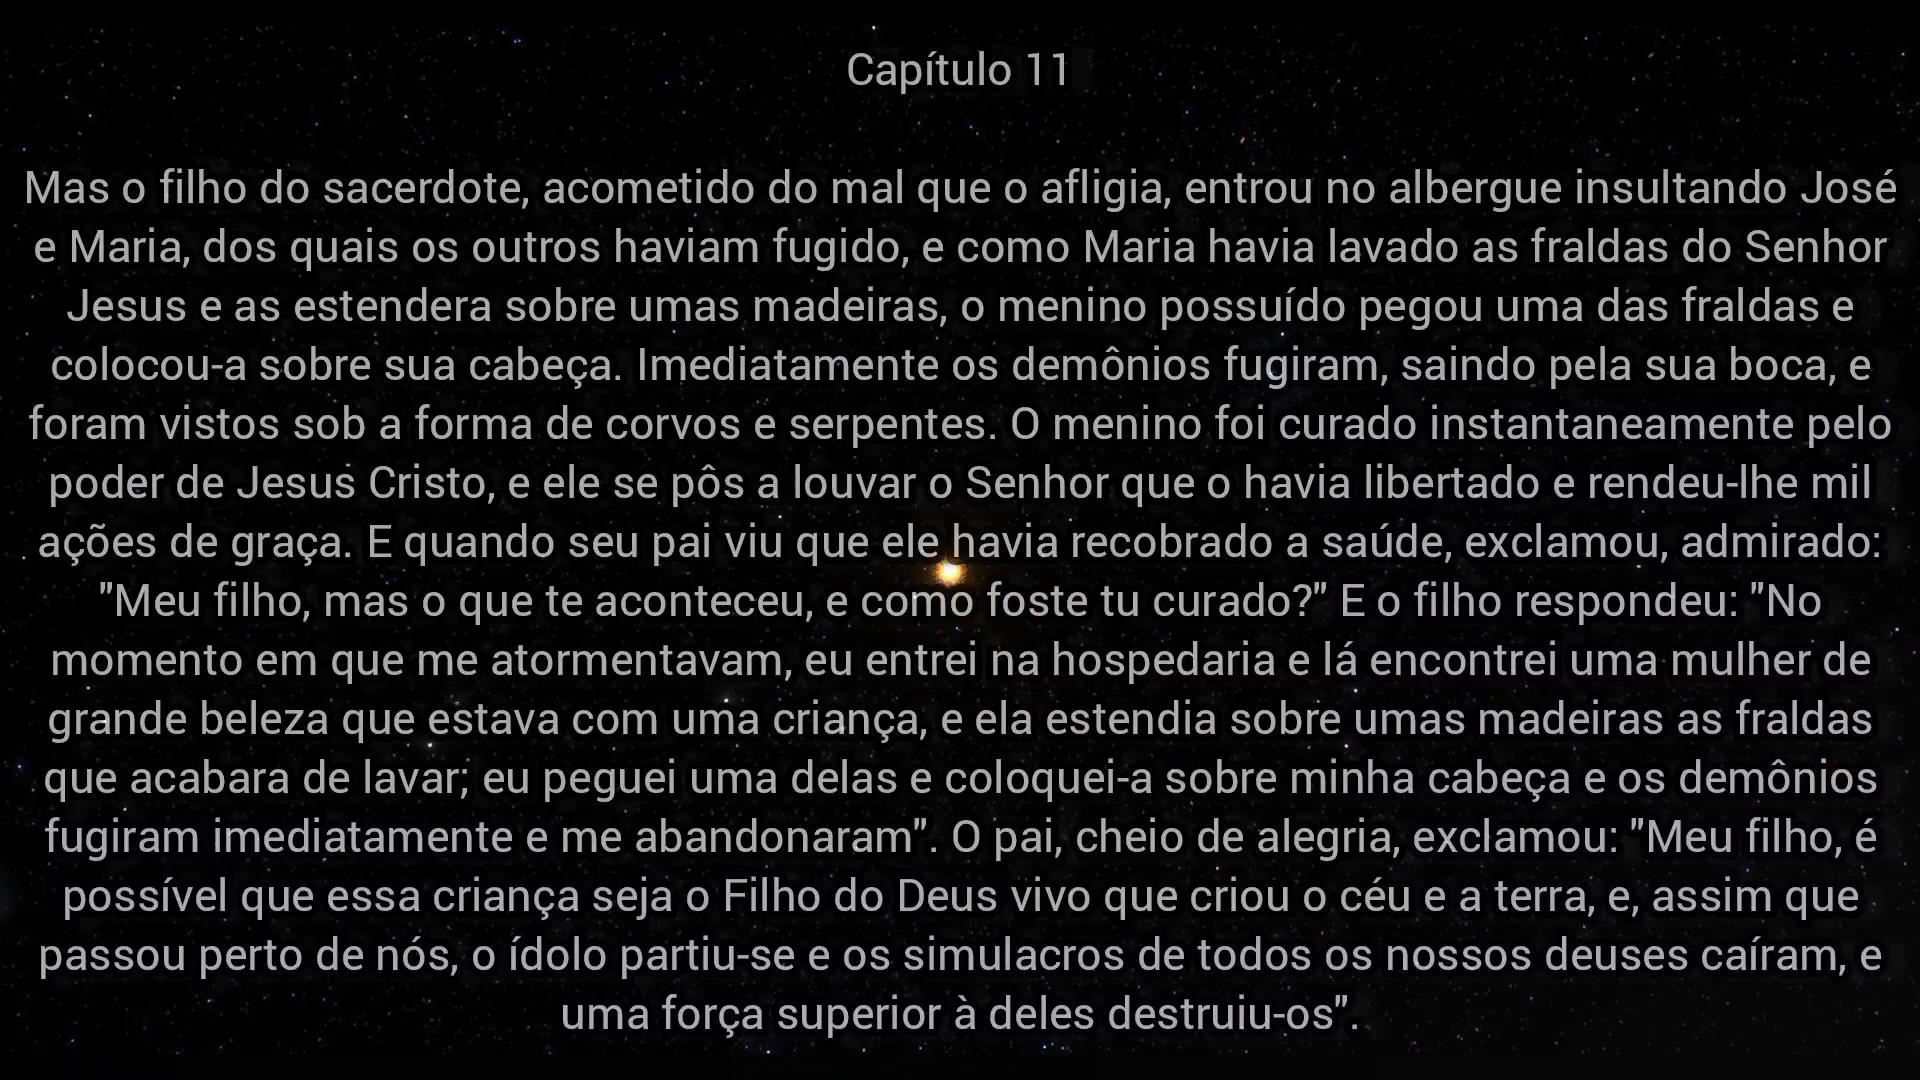 Capítulo 11
Mas o filho do sacerdote, acometido do mal que o afligia, entrou no albergue insultando José
e Maria, dos quais os outros haviam fugido, e como Maria havia lavado as fraldas do Senhor
Jesus e as estendera sobre umas madeiras, o menino possuído pegou uma das fraldas e
colocou-a sobre sua cabeça. Imediatamente os demônios fugiram, saindo pela sua boca, e
foram vistos sob a forma de corvos e serpentes. O menino foi curado instantaneamente pelo
poder de Jesus Cristo, e ele se pôs a louvar o Senhor que o havia libertado e rendeu-lhe mil
ações de graça. E quando seu pai viu que ele havia recobrado a saúde, exclamou, admirado:
"Meu filho, mas o que te aconteceu, e como foste tu curado?" E o filho respondeu: "No
momento em que me atormentavam, eu entrei na hospedaria e lá encontrei uma mulher de
grande beleza que estava com uma criança, e ela estendia sobre umas madeiras as fraldas
que acabara de lavar; eu peguei uma delas e coloquei-a sobre minha cabeça e os demônios
fugiram imediatamente e me abandonaram". O pai, cheio de alegria, exclamou: "Meu filho, é
possível que essa criança seja o Filho do Deus vivo que criou o céu e a terra, e, assim que
passou perto de nós, o ídolo partiu-se e os simulacros de todos os nossos deuses caíram, e
uma força superior à deles destruiu-os".